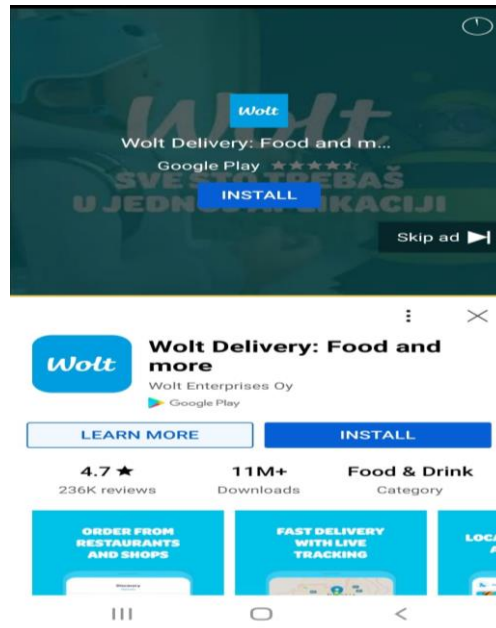 Wolt
Wolt
Wolt Delivery: Food and m...
Google Play
SVE ŠTO TREBAŠ
U JEDNOJ APLIKACIJI
INSTALL
Skip ad
Wolt
Wolt Delivery: Food and
more
Wolt Enterprises Oy
Google Play
LEARN MORE
INSTALL
4.7 ★
11M+
Food & Drink
236K reviews
Downloads
Category
ORDER FROM
RESTAURANTS
AND SHOPS
FAST DELIVERY
WITH LIVE
TRACKING